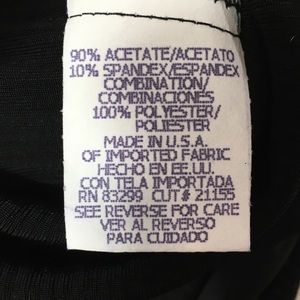 90% ACETATE/ACETATO
10% SPANDEX/ESPANDEX
COMBINATION/
COMBINACIONES
100% POLYESTER/
POLIESTER
MADE IN U.S.A.
OF IMPORTED FABRIC
HECHO EN EE.UU.
CON TELA IMPORTADA
RN 83299 CUT# 21155
SEE REVERSE FOR CARE
VER AL REVERSO
PARA CUIDADO